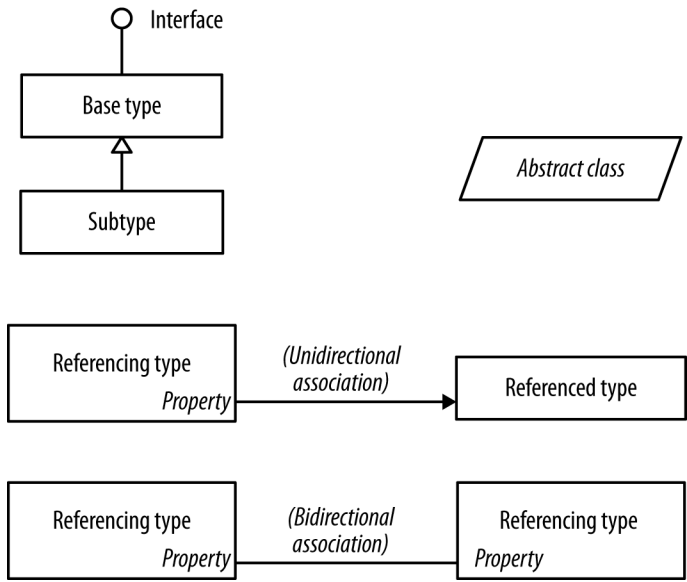 Interface
Base type
Abstract class
Subtype
(Unidirectional
association)
Referencing type
Property
Referenced type
(Bidirectional
association)
Referencing type
Property
Referencing type
Property